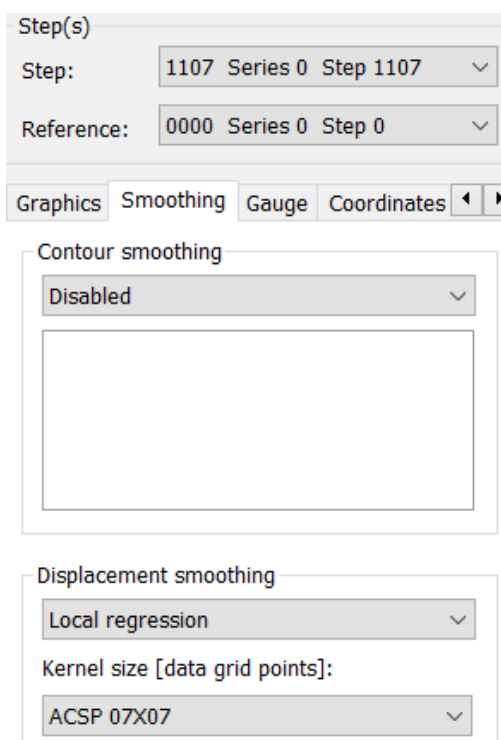 Step(s)
Step: 1107 Series 0 Step 1107
Reference: 0000 Series 0 Step 0
Graphics Smoothing Gauge Coordinates
Contour smoothing
Disabled
Displacement smoothing
Local regression
Kernel size [data grid points]:
ACSP 07X07